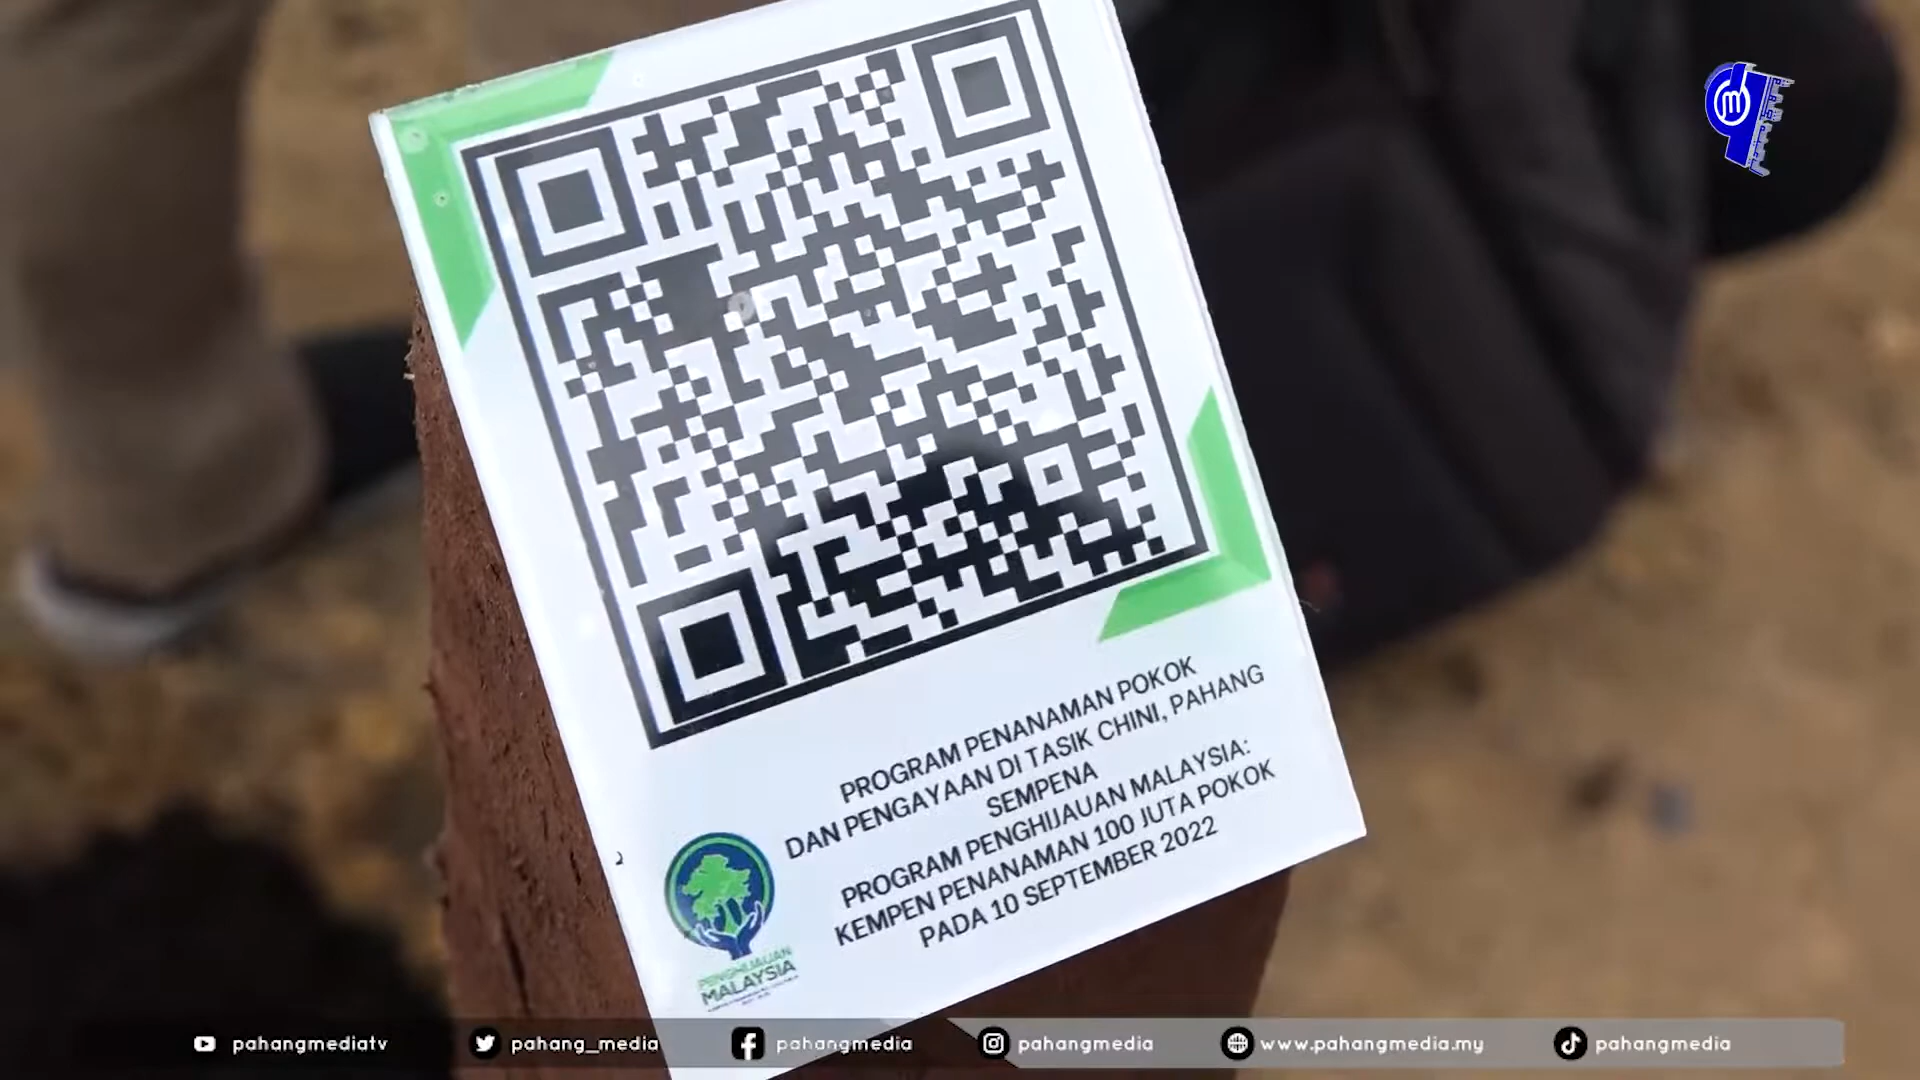 PROGRAM PENANAMAN POKOK
DAN PENGAYAAN DI TASIK CHINI, PAHANG
SEMPENA
PROGRAM PENGHIJAUAN MALAYSIA:
KEMPEN PENANAMAN 100 JUTA POKOK
PADA 10 SEPTEMBER 2022
PENGHIJAUAN
MALAYSIA
pahangmediatv
pahang_media
pahangmedia
pahangmedia
www.pahangmedia.my
pahangmedia